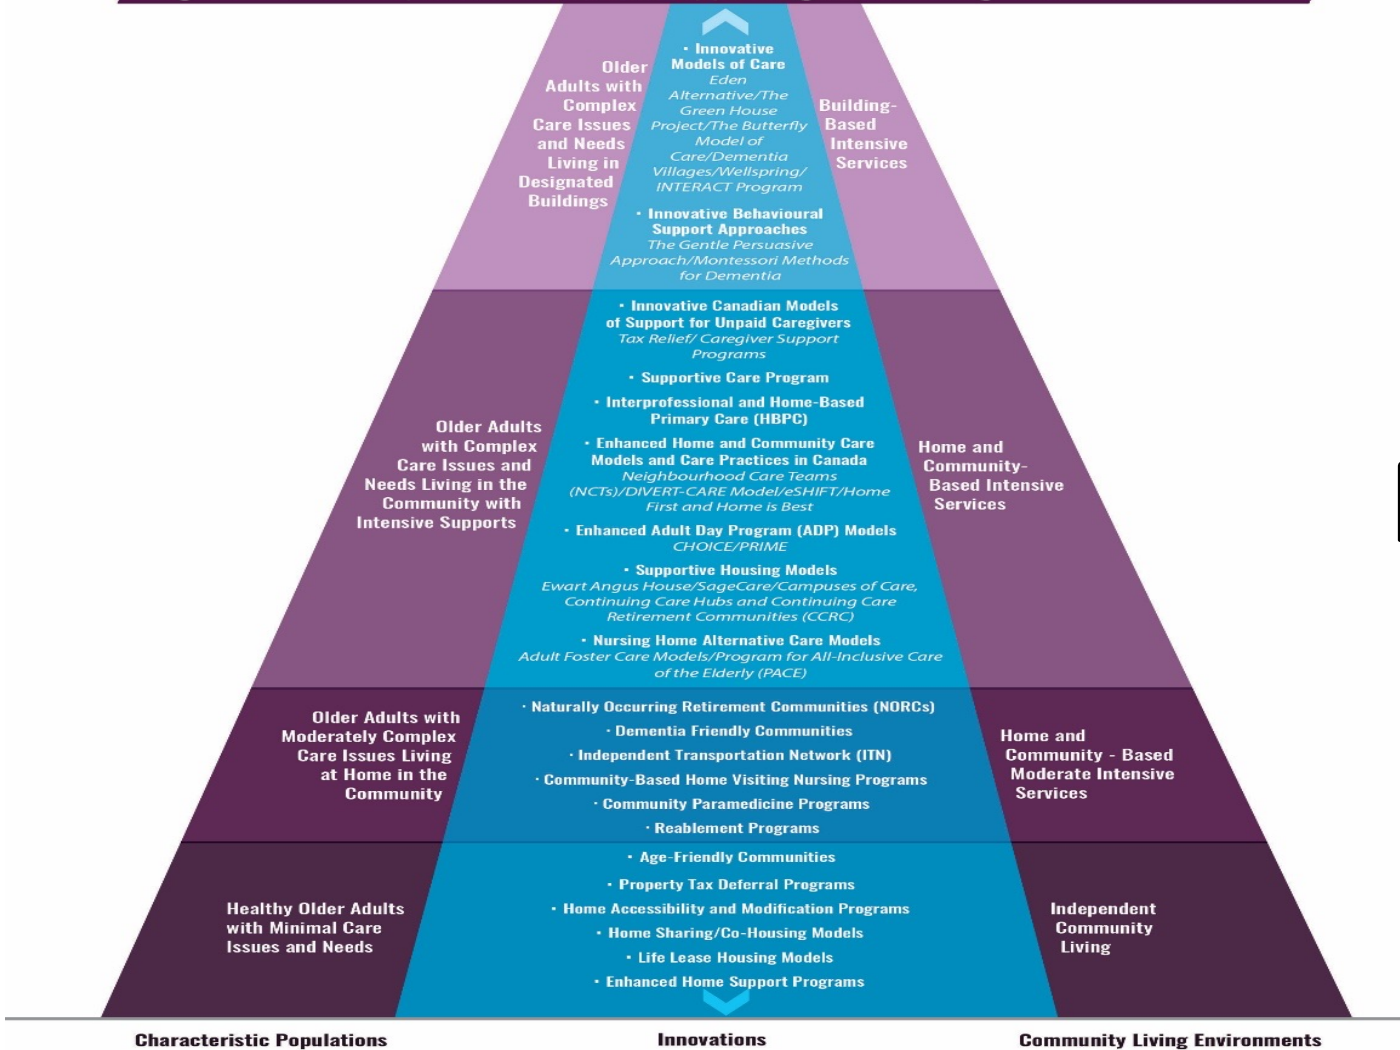 Older
Adults with
Complex
Care Issues
and Needs
Living in
Designated
Buildings
• Innovative
Models of Care
Eden
Alternative/The
Green House
Project/The Butterfly
Model of
Care/Dementia
Villages/Wellspring/
INTERACT Program
• Innovative Behavioural
Support Approaches
The Gentle Persuasive
Approach/Montessori Methods
for Dementia
Building-
Based
Intensive
Services
Older Adults
with Complex
Care Issues and
Needs Living in the
Community with
Intensive Supports
• Innovative Canadian Models
of Support for Unpaid Caregivers
Tax Relief/ Caregiver Support
Programs
• Supportive Care Program
• Interprofessional and Home-Based
Primary Care (HBPC)
• Enhanced Home and Community Care
Models and Care Practices in Canada
Neighbourhood Care Teams
(NCTs)/DIVERT-CARE Model/eSHIFT/Home
First and Home is Best
• Enhanced Adult Day Program (ADP) Models
CHOICE/PRIME
• Supportive Housing Models
Ewart Angus House/SageCare/Campuses of Care,
Continuing Care Hubs and Continuing Care
Retirement Communities (CCRC)
• Nursing Home Alternative Care Models
Adult Foster Care Models/Program for All-Inclusive Care
of the Elderly (PACE)
Home and
Community-
Based Intensive
Services
Older Adults with
Moderately Complex
Care Issues Living
at Home in the
Community
• Naturally Occurring Retirement Communities (NORCs)
• Dementia Friendly Communities
• Independent Transportation Network (ITN)
• Community-Based Home Visiting Nursing Programs
• Community Paramedicine Programs
• Reablement Programs
Home and
Community - Based
Moderate Intensive
Services
Healthy Older Adults
with Minimal Care
Issues and Needs
• Age-Friendly Communities
• Property Tax Deferral Programs
• Home Accessibility and Modification Programs
• Home Sharing/Co-Housing Models
• Life Lease Housing Models
• Enhanced Home Support Programs
Independent
Community
Living
Characteristic Populations
Innovations
Community Living Environments